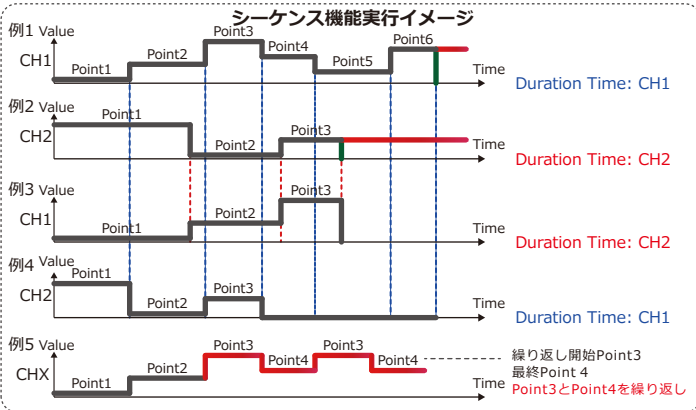 シーケンス機能実行イメージ
例1 Value
CH1
Point1
Point2
Point3
Point4
Point5
Point6
Time
Duration Time: CH1
例2 Value
CH2
Point1
Point2
Point3
Time
Duration Time: CH2
例3 Value
CH1
Point1
Point2
Point3
Time
Duration Time: CH2
例4 Value
CH2
Point1
Point2
Point3
Time
Duration Time: CH1
例5 Value
CHX
Point1
Point2
Point3
Point4
Point3
Point4
Time
繰り返し開始Point3
最終Point 4
Point3とPoint4を繰り返し